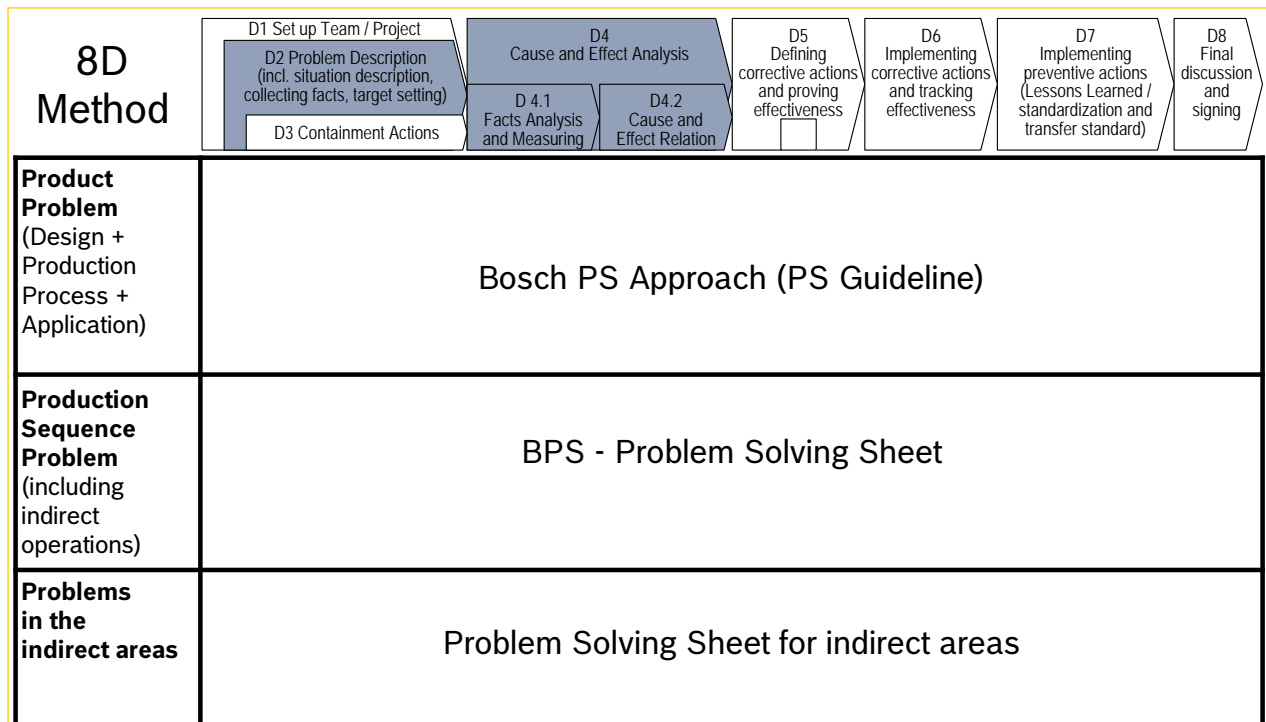 8D
Method
D1 Set up Team / Project
D2 Problem Description
(incl. situation description,
collecting facts, target setting)
D3 Containment Actions
D4
Cause and Effect Analysis
D 4.1
Facts Analysis
and Measuring
D4.2
Cause and
Effect Relation
D5
Defining
corrective actions
and proving
effectiveness
D6
Implementing
corrective actions
and tracking
effectiveness
D7
Implementing
preventive actions
(Lessons Learned /
standardization and
transfer standard)
D8
Final
discussion
and
signing
Product
Problem
(Design +
Production
Process +
Application)
Bosch PS Approach (PS Guideline)
Production
Sequence
Problem
(including
indirect
operations)
BPS - Problem Solving Sheet
Problems
in the
indirect areas
Problem Solving Sheet for indirect areas